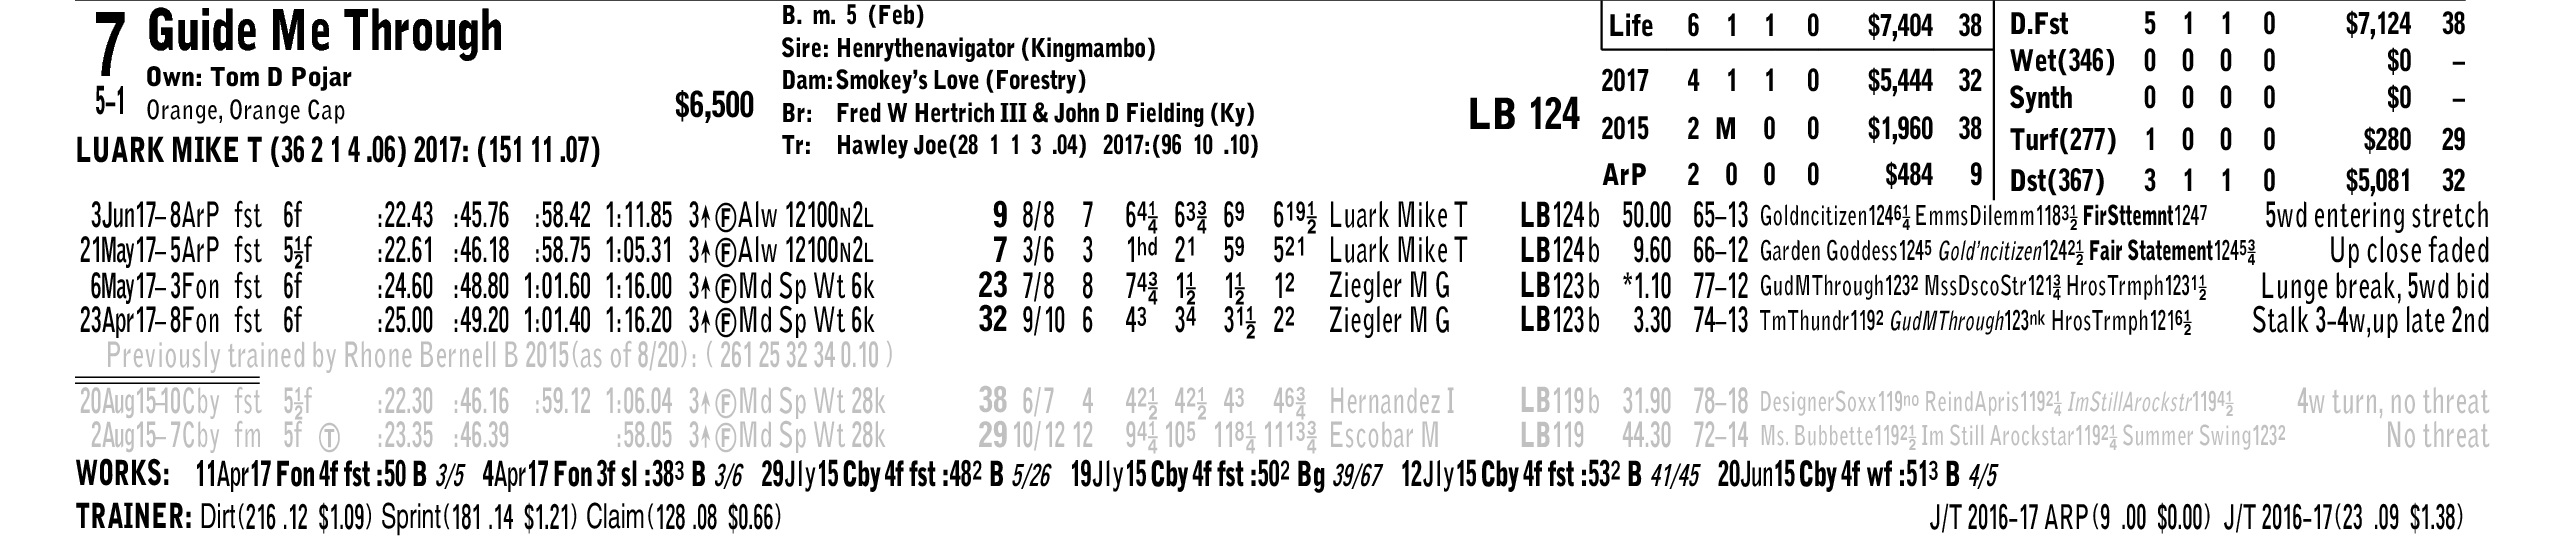 7 Guide Me Through
Own: Tom D Pojar
5–1 Orange, Orange Cap $6,500
LUARK MIKE T (36 2 1 4 .06) 2017: (151 11 .07)
B. m. 5 (Feb)
Sire: Henrythenavigator (Kingmambo)
Dam: Smokey's Love (Forestry)
Br: Fred W Hertrich III & John D Fielding (Ky)
Tr: Hawley Joe(28 1 1 3 .04) 2017:(96 10 .10)
LB 124
Life 6 1 1 0 $7,404 38
2017 4 1 1 0 $5,444 32
2015 2 M 0 0 $1,960 38
ArP 2 0 0 0 $484 9
D.Fst 5 1 1 0 $7,124 38
Wet(346) 0 0 0 0 $0 –
Synth 0 0 0 0 $0 –
Turf(277) 1 0 0 0 $280 29
Dst(367) 3 1 1 0 $5,081 32
3Jun17–8ArP fst 6f :22.43 :45.76 :58.42 1:11.85 3↑ⒻAlw 12100N2L 9 8/8 7 64¼ 63¾ 69 619½ Luark Mike T LB124b 50.00 65–13 Goldncitizen1246¼ EmmsDilemm1183½ FirSttemnt1247 5wd entering stretch
21May17–5ArP fst 5½f :22.61 :46.18 :58.75 1:05.31 3↑ⒻAlw 12100N2L 7 3/6 3 1hd 21 59 521 Luark Mike T LB124b 9.60 66–12 Garden Goddess1245 Gold'ncitizen1242½ Fair Statement1245¾ Up close faded
6May17–3Fon fst 6f :24.60 :48.80 1:01.60 1:16.00 3↑ⒻMd Sp Wt 6k 23 7/8 8 74¾ 1½ 1½ 12 Ziegler M G LB123b *1.10 77–12 GudMThrough1232 MssDscoStr121¾ HrosTrmph1231½ Lunge break, 5wd bid
23Apr17–8Fon fst 6f :25.00 :49.20 1:01.40 1:16.20 3↑ⒻMd Sp Wt 6k 32 9/10 6 43 34 31½ 22 Ziegler M G LB123b 3.30 74–13 TmThundr1192 GudMThrough123nk HrosTrmph1216½ Stalk 3–4w,up late 2nd
Previously trained by Rhone Bernell B 2015(as of 8/20): ( 261 25 32 34 0.10 )
20Aug15–10Cby fst 5½f :22.30 :46.16 :59.12 1:06.04 3↑ⒻMd Sp Wt 28k 38 6/7 4 42½ 42½ 43 46¾ Hernandez I LB119b 31.90 78–18 DesignerSoxx119no ReindApris1192¼ ImStillArockstr1194½ 4w turn, no threat
2Aug15–7Cby fm 5f Ⓣ :23.35 :46.39 :58.05 3↑ⒻMd Sp Wt 28k 29 10/12 12 94¼ 105 118¼ 1113¾ Escobar M LB119 44.30 72–14 Ms. Bubbette1192½ Im Still Arockstar1192¼ Summer Swing1232 No threat
WORKS: 11Apr17 Fon 4f fst :50 B 3/5 4Apr17 Fon 3f sl :383 B 3/6 29Jly15 Cby 4f fst :482 B 5/26 19Jly15 Cby 4f fst :502 Bg 39/67 12Jly15 Cby 4f fst :532 B 41/45 20Jun15 Cby 4f wf :513 B 4/5
TRAINER: Dirt(216 .12 $1.09) Sprint(181 .14 $1.21) Claim(128 .08 $0.66) J/T 2016–17 ARP(9 .00 $0.00) J/T 2016–17(23 .09 $1.38)